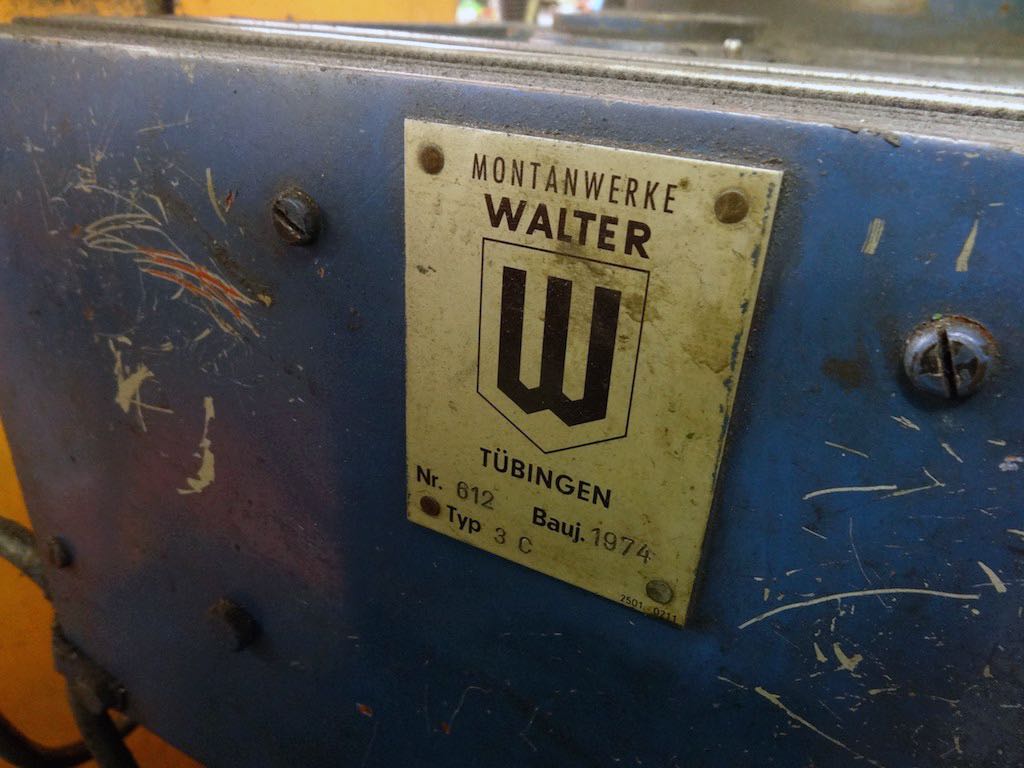 MONTANWERKE
WALTER
W
TÜBINGEN
Nr. 612 Bauj. 1974
Typ 3 C
2501 - 0211